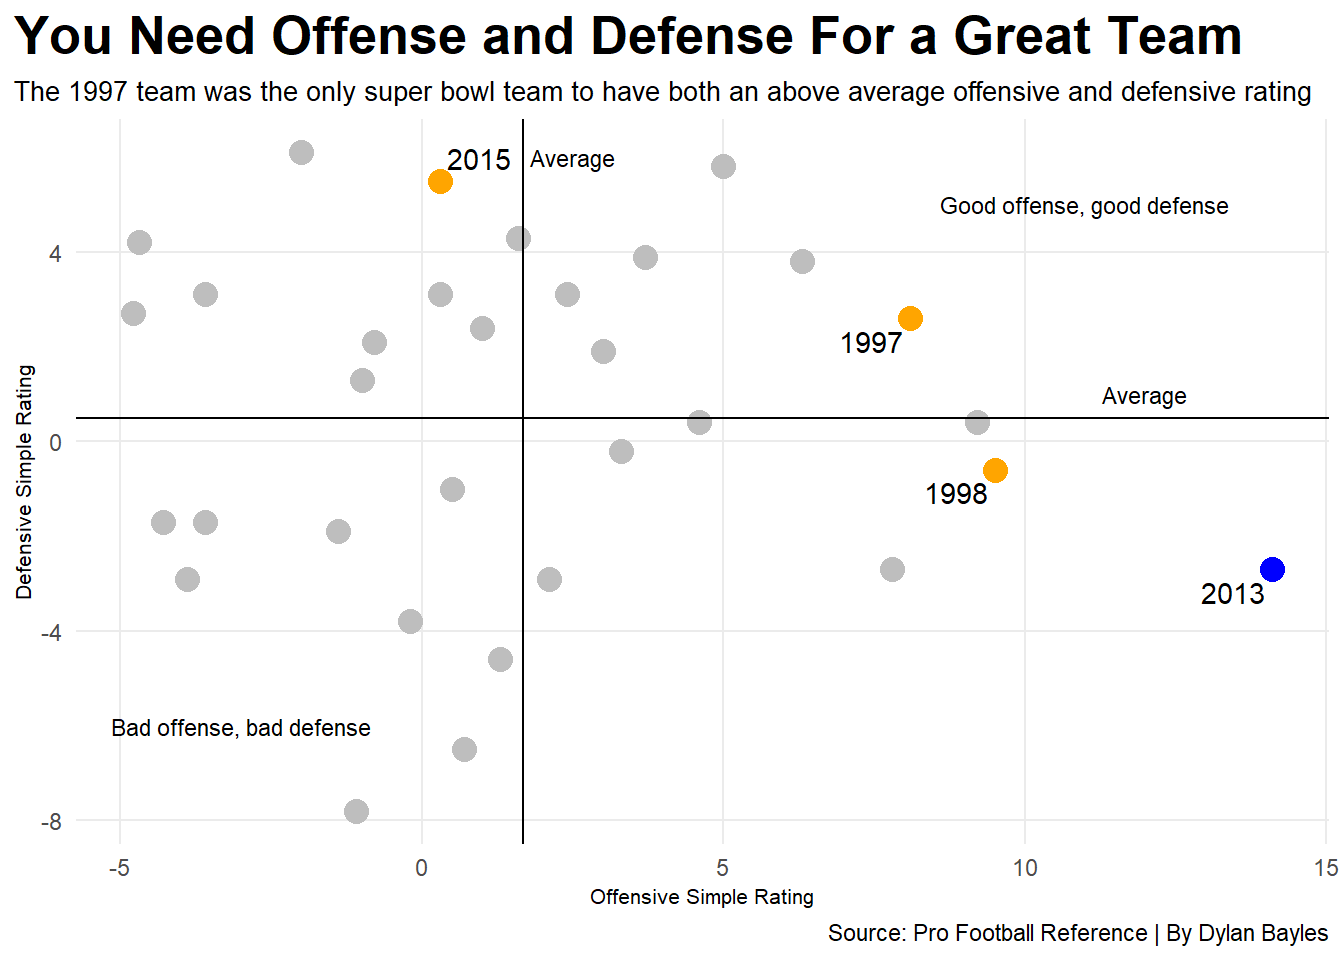 You Need Offense and Defense For a Great Team
The 1997 team was the only super bowl team to have both an above average offensive and defensive rating
2015
Average
Good offense, good defense
4
1997
Average
0
1998
2013
-4
Bad offense, bad defense
-8
Defensive Simple Rating
-5
0
5
10
15
Offensive Simple Rating
Source: Pro Football Reference | By Dylan Bayles